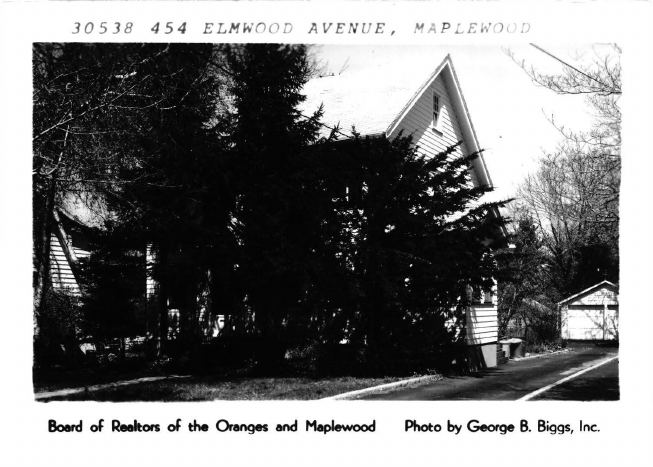 30538 454 ELMWOOD AVENUE, MAPLEWOOD
Board of Realtors of the Oranges and Maplewood Photo by George B. Biggs, Inc.